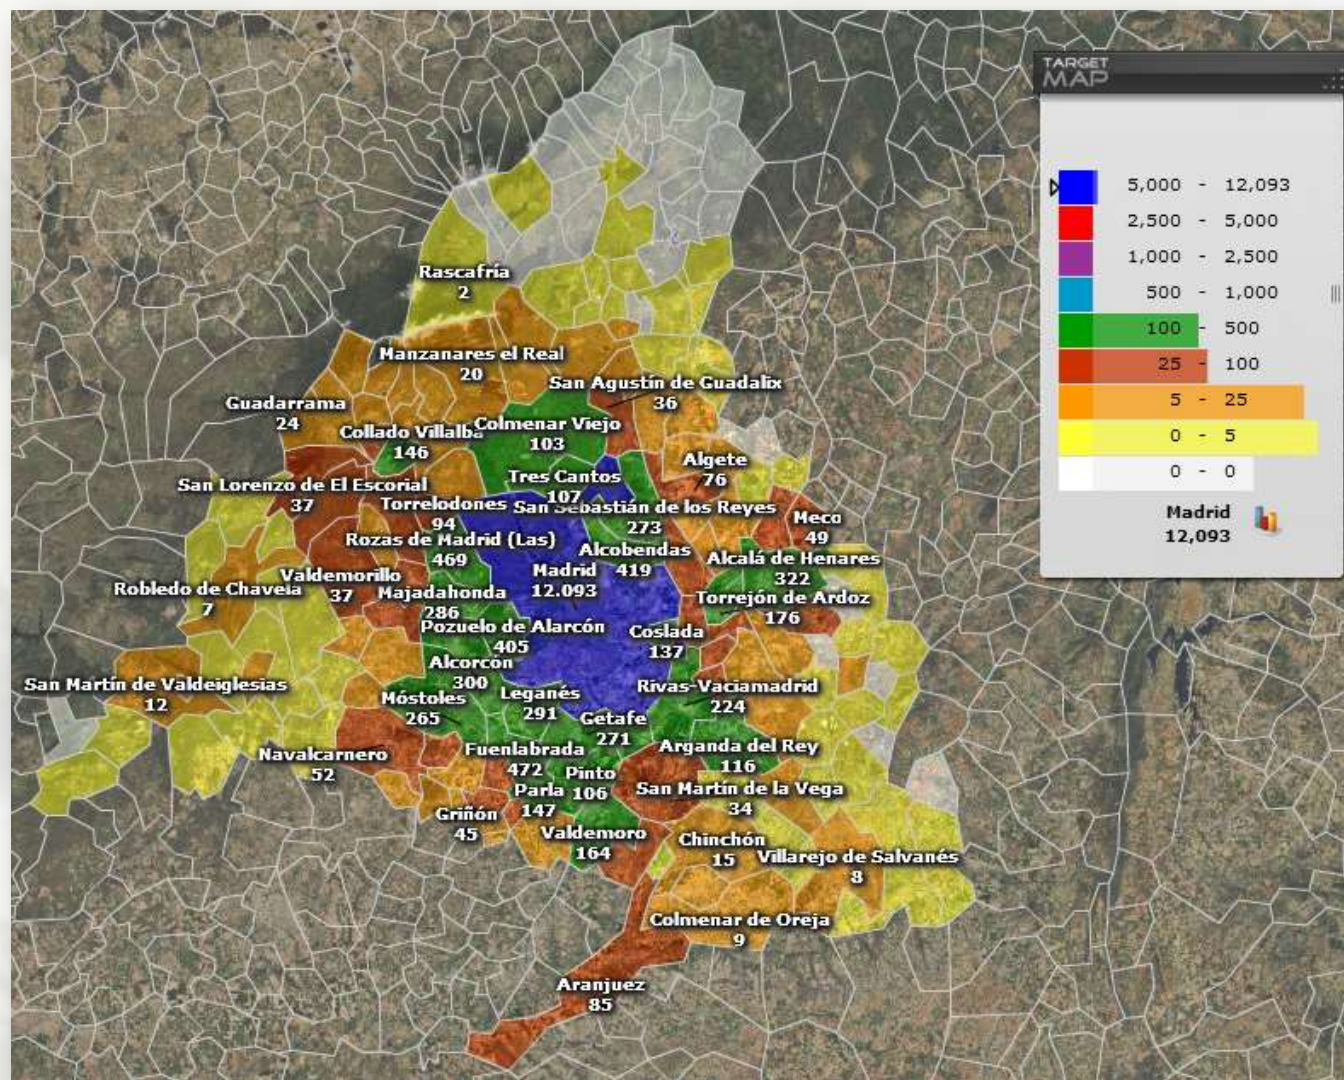 TARGET
MAP
5,000 - 12,093
2,500 - 5,000
1,000 - 2,500
500 - 1,000
100 - 500
25 - 100
5 - 25
0 - 5
0 - 0
Madrid
12,093
Rascafría
2
Manzanares el Real
20
San Agustín de Guadalix
36
Guadarrama
24
Collado Villalba
146
Colmenar Viejo
103
Algete
76
Tres Cantos
107
San Lorenzo de El Escorial
37
Torrelodones
94
San Sebastián de los Reyes
273
Meco
49
Rozas de Madrid (Las)
469
Alcobendas
419
Alcalá de Henares
322
Madrid
12.093
Valdemorillo
37
Robledo de Chavela
7
Majadahonda
286
Torrejón de Ardoz
176
Pozuelo de Alarcón
405
Coslada
137
Alcorcón
300
San Martín de Valdeiglesias
12
Móstoles
265
Leganés
291
Rivas-Vaciamadrid
224
Getafe
271
Navalcarnero
52
Fuenlabrada
472
Arganda del Rey
116
Pinto
106
Parla
147
San Martín de la Vega
34
Griñón
45
Valdemoro
164
Chinchón
15
Villarejo de Salvanés
8
Colmenar de Oreja
9
Aranjuez
85